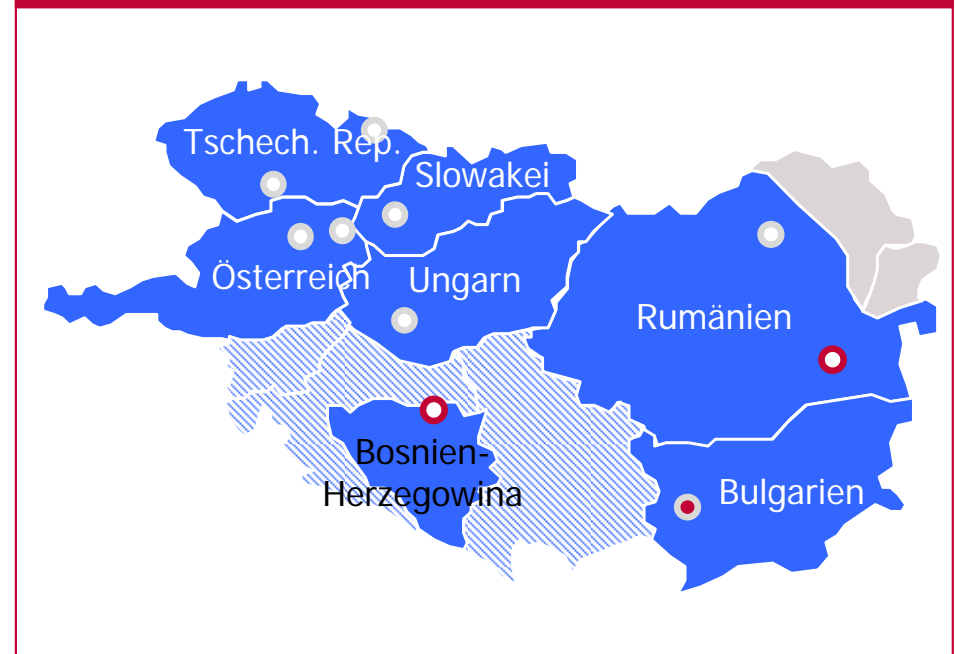 Tschech. Rep.
Slowakei
Österreich
Ungarn
Rumänien
Bosnien-
Herzegowina
Bulgarien